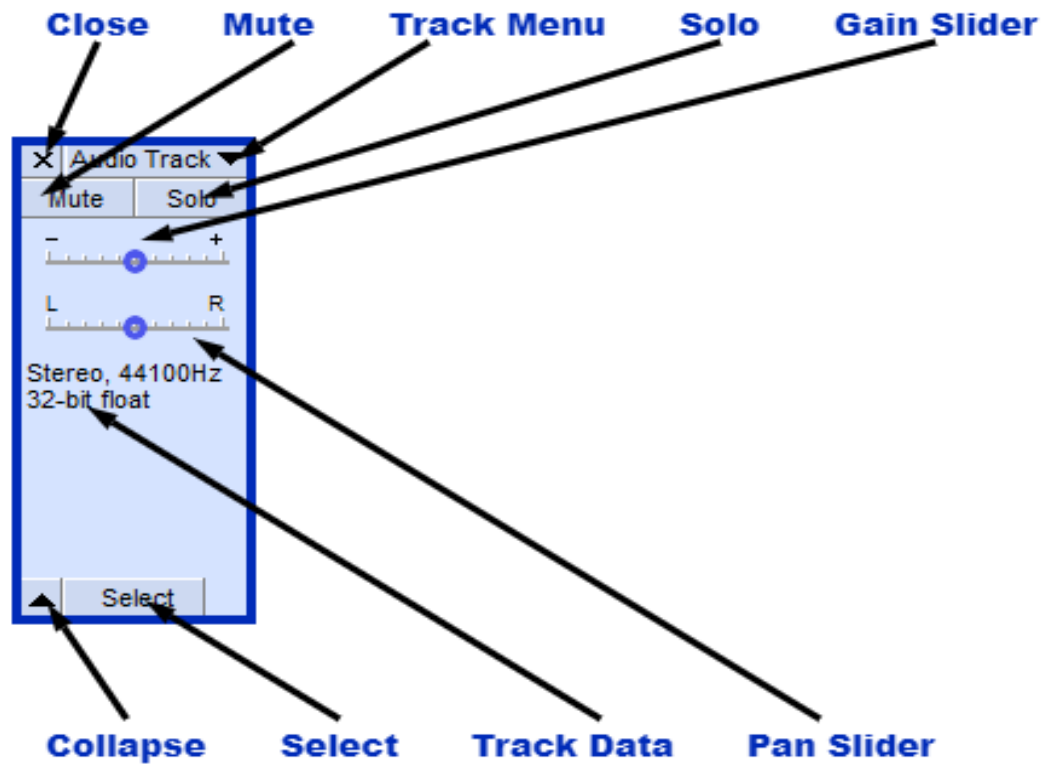 Close Mute Track Menu Solo Gain Slider
X Audio Track
Mute Solo
- +
L R
Stereo, 44100Hz
32-bit float
Select
Collapse Select Track Data Pan Slider